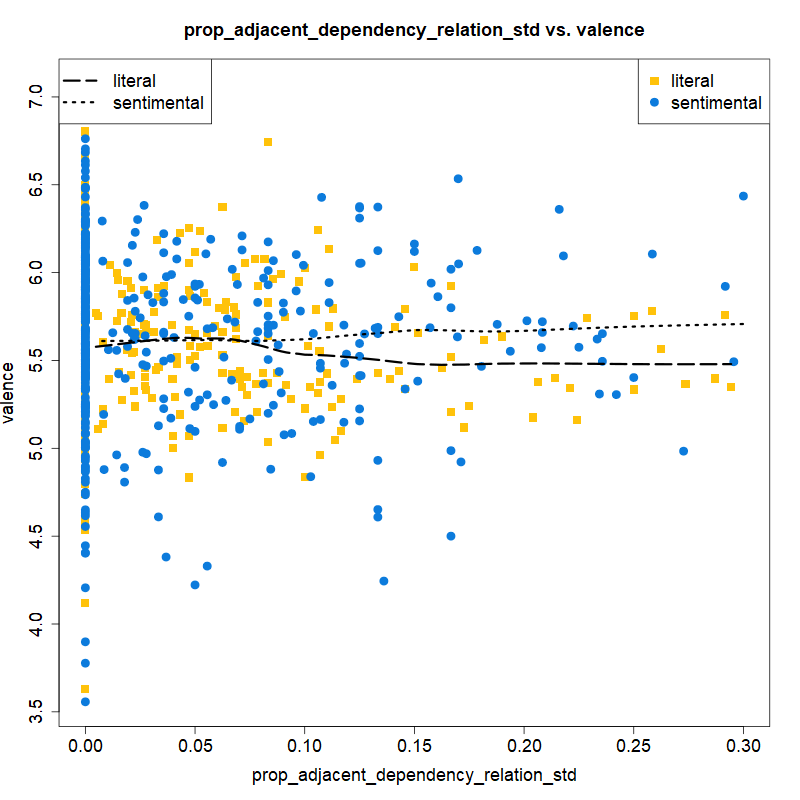 prop_adjacent_dependency_relation_std vs. valence
literal
sentimental
literal
sentimental
valence
7.0
6.5
6.0
5.5
5.0
4.5
4.0
3.5
0.00 0.05 0.10 0.15 0.20 0.25 0.30
prop_adjacent_dependency_relation_std